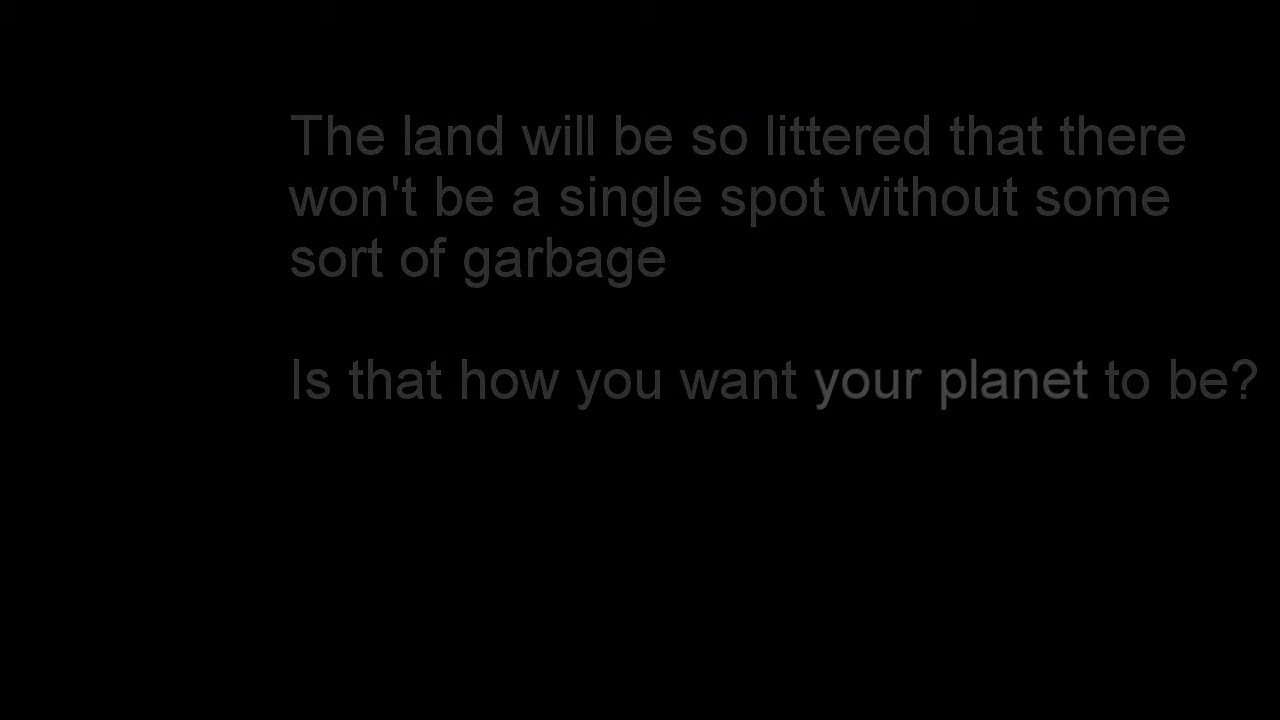 The land will be so littered that there
won't be a single spot without some
sort of garbage
Is that how you want your planet to be?